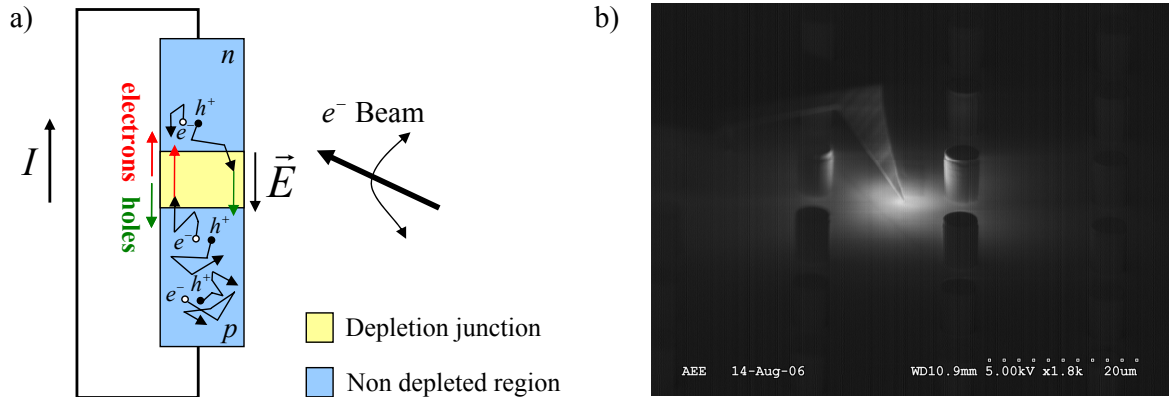 a)
n
h⁺
e⁻
electrons
holes
I
E⃗
e⁻ Beam
e⁻
h⁺
e⁻
h⁺
p
Depletion junction
Non depleted region
b)
AEE 14-Aug-06 WD10.9mm 5.00kV x1.8k 20um